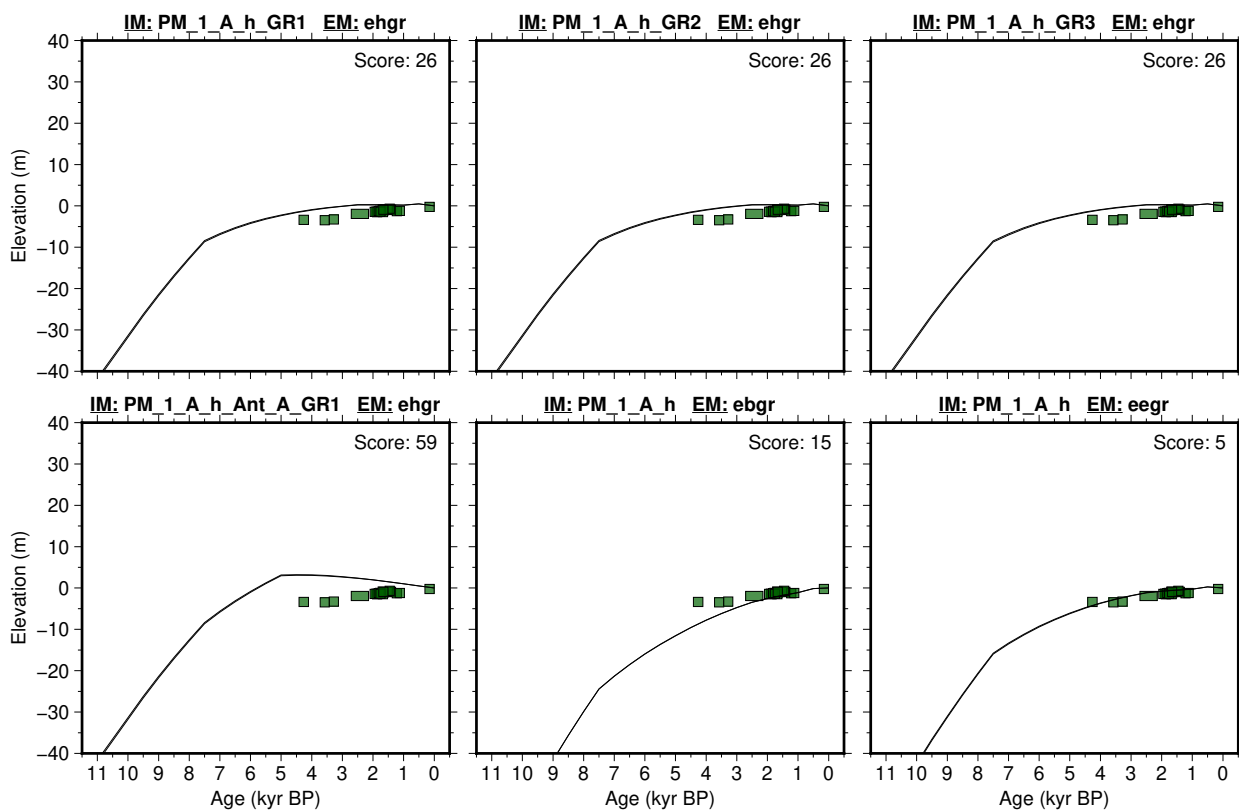 IM: PM_1_A_h_GR1 EM: ehgr
IM: PM_1_A_h_GR2 EM: ehgr
IM: PM_1_A_h_GR3 EM: ehgr
40
30
20
10
0
−10
−20
−30
−40
Elevation (m)
Score: 26
Score: 26
Score: 26
IM: PM_1_A_h_Ant_A_GR1 EM: ehgr
IM: PM_1_A_h EM: ebgr
IM: PM_1_A_h EM: eegr
40
30
20
10
0
−10
−20
−30
−40
Elevation (m)
Score: 59
Score: 15
Score: 5
11 10 9 8 7 6 5 4 3 2 1 0
11 10 9 8 7 6 5 4 3 2 1 0
11 10 9 8 7 6 5 4 3 2 1 0
Age (kyr BP)
Age (kyr BP)
Age (kyr BP)